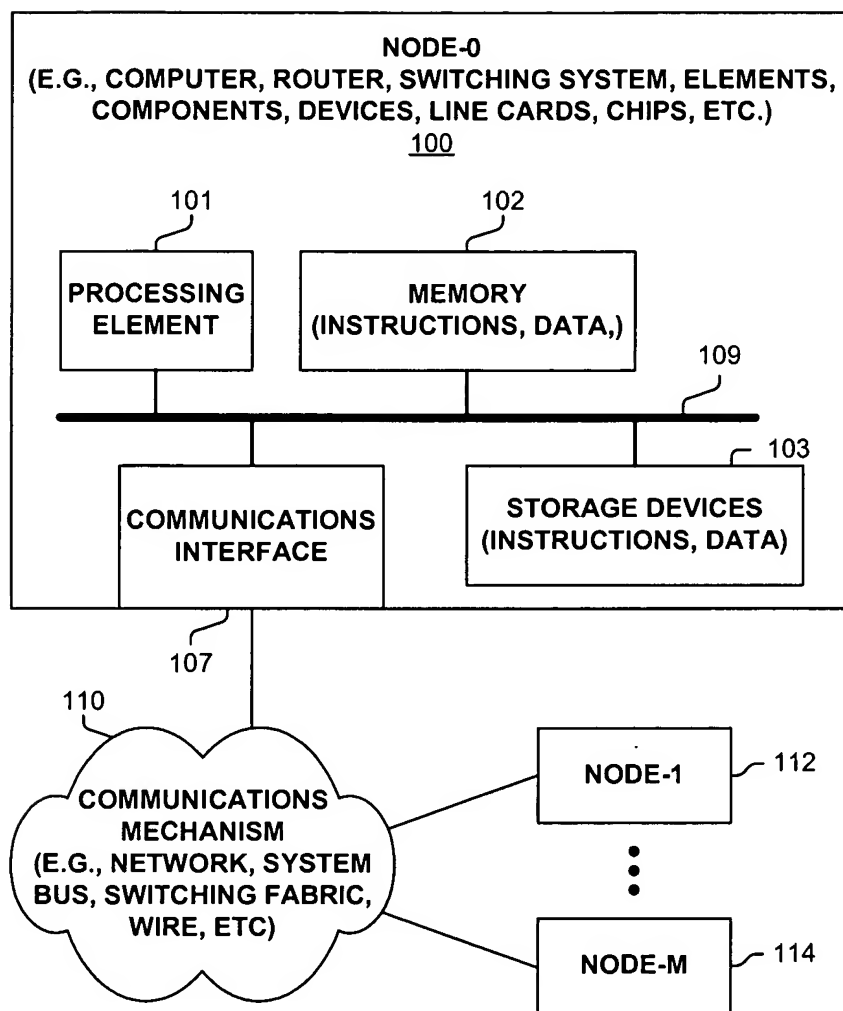 NODE-0
(E.G., COMPUTER, ROUTER, SWITCHING SYSTEM, ELEMENTS,
COMPONENTS, DEVICES, LINE CARDS, CHIPS, ETC.)
100
101
102
PROCESSING
ELEMENT
MEMORY
(INSTRUCTIONS, DATA,)
109
103
COMMUNICATIONS
INTERFACE
STORAGE DEVICES
(INSTRUCTIONS, DATA)
107
110
COMMUNICATIONS
MECHANISM
(E.G., NETWORK, SYSTEM
BUS, SWITCHING FABRIC,
WIRE, ETC)
NODE-1
112
NODE-M
114